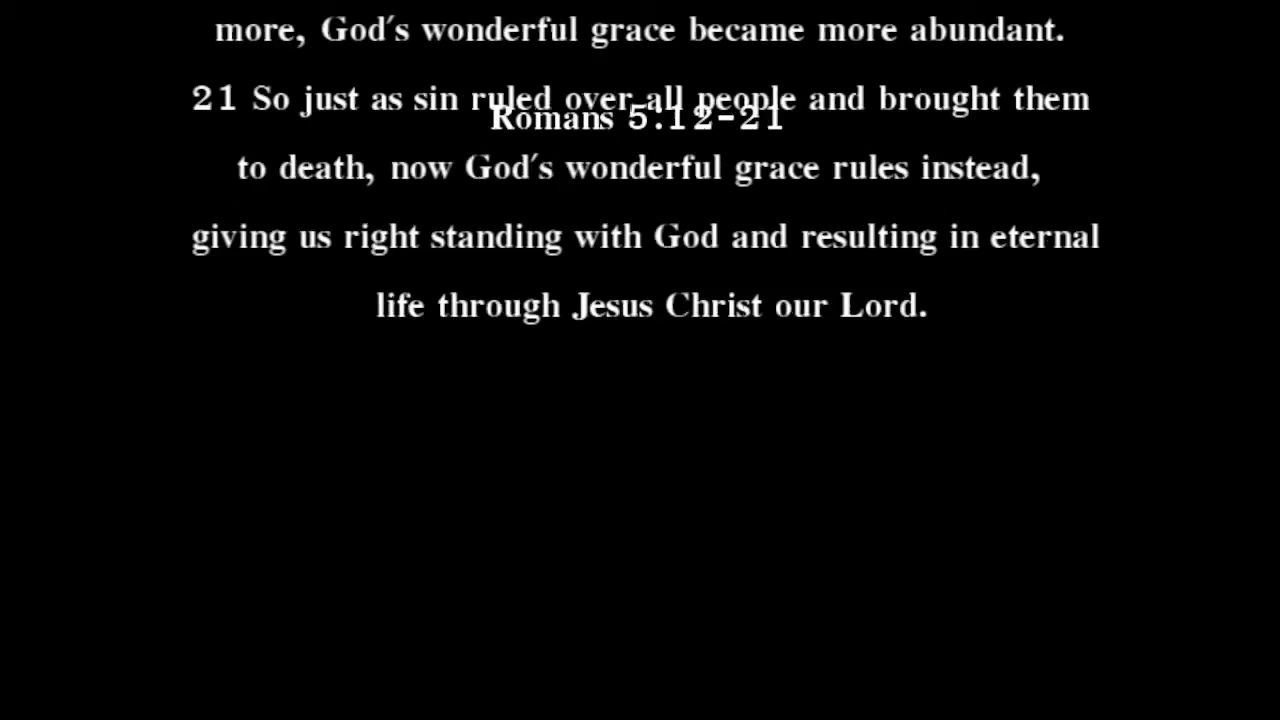 more, God's wonderful grace became more abundant.
21 So just as sin ruled over all people and brought them
Romans 5:12-21
to death, now God's wonderful grace rules instead,
giving us right standing with God and resulting in eternal
life through Jesus Christ our Lord.